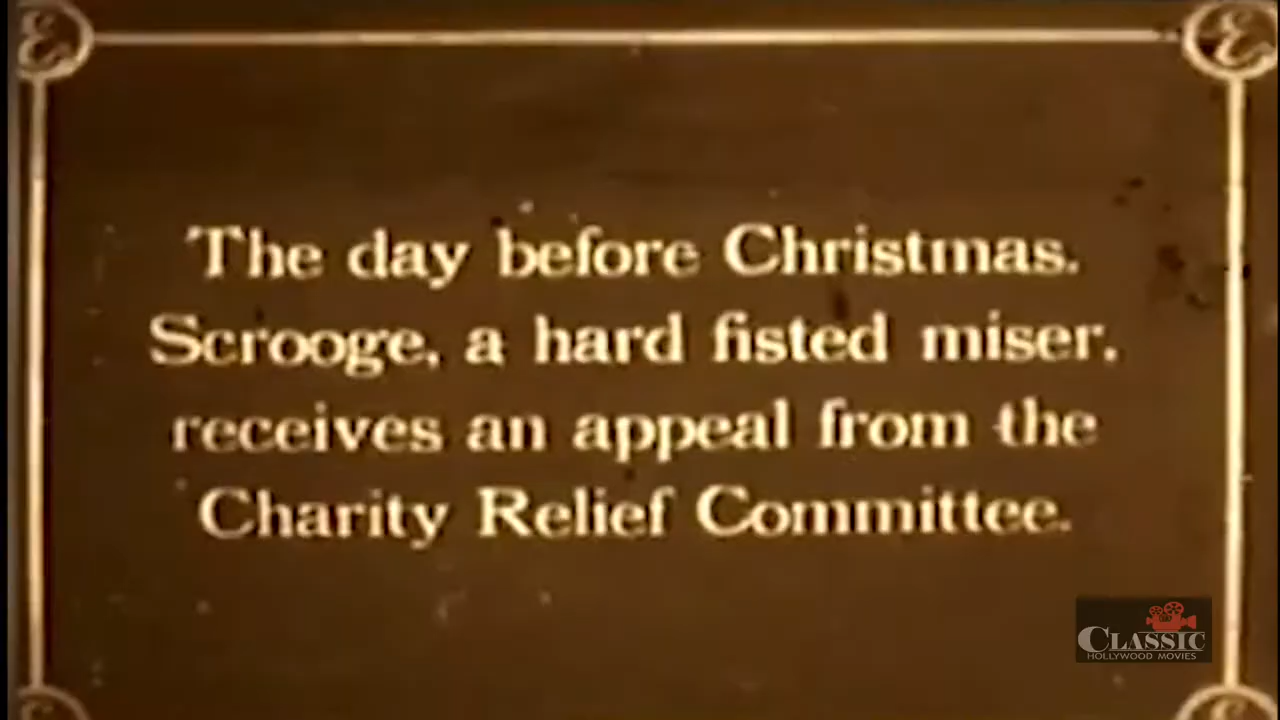 The day before Christmas.
Scrooge, a hard fisted miser,
receives an appeal from the
Charity Relief Committee.
CLASSIC
HOLLYWOOD MOVIES